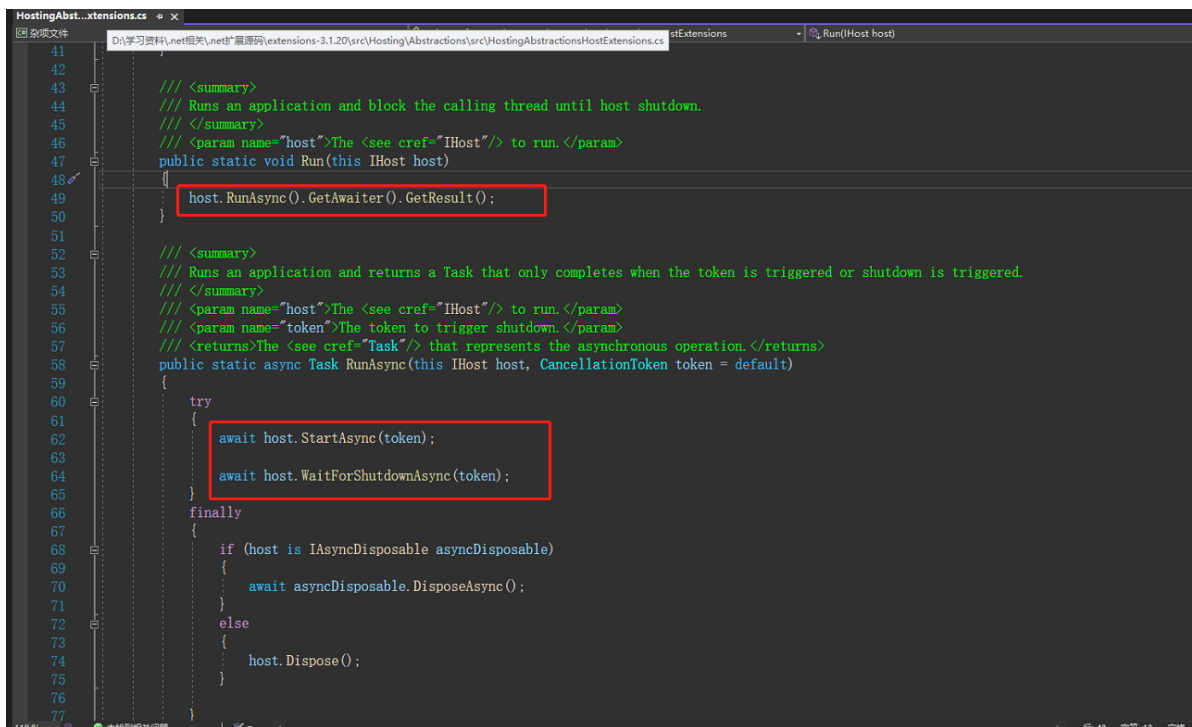 HostingAbst...xtensions.cs
杂项文件
D:\学习资料\.net相关\.net扩展源码\extensions-3.1.20\src\Hosting\Abstractions\src\HostingAbstractionsHostExtensions.cs
stExtensions
Run(IHost host)
41 }
42
43 /// <summary>
44 /// Runs an application and block the calling thread until host shutdown.
45 /// </summary>
46 /// <param name="host">The <see cref="IHost"/> to run.</param>
47 public static void Run(this IHost host)
48 {
49 host.RunAsync().GetAwaiter().GetResult();
50 }
51
52 /// <summary>
53 /// Runs an application and returns a Task that only completes when the token is triggered or shutdown is triggered.
54 /// </summary>
55 /// <param name="host">The <see cref="IHost"/> to run.</param>
56 /// <param name="token">The token to trigger shutdown.</param>
57 /// <returns>The <see cref="Task"/> that represents the asynchronous operation.</returns>
58 public static async Task RunAsync(this IHost host, CancellationToken token = default)
59 {
60 try
61 {
62 await host.StartAsync(token);
63
64 await host.WaitForShutdownAsync(token);
65 }
66 finally
67 {
68 if (host is IAsyncDisposable asyncDisposable)
69 {
70 await asyncDisposable.DisposeAsync();
71 }
72 else
73 {
74 host.Dispose();
75 }
76
77 }